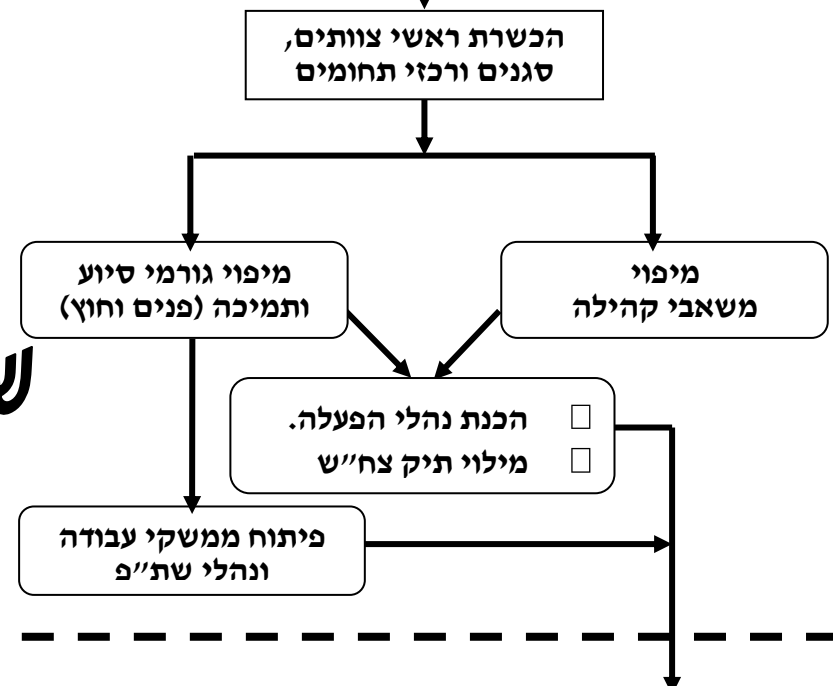 הכשרת ראשי צוותים,
סגנים ורכזי תחומים
מיפוי
משאבי קהילה
מיפוי גורמי סיוע
ותמיכה (פנים וחוץ)
הכנת נהלי הפעלה.
מילוי תיק צח״ש
פיתוח ממשקי עבודה
ונהלי שת״פ